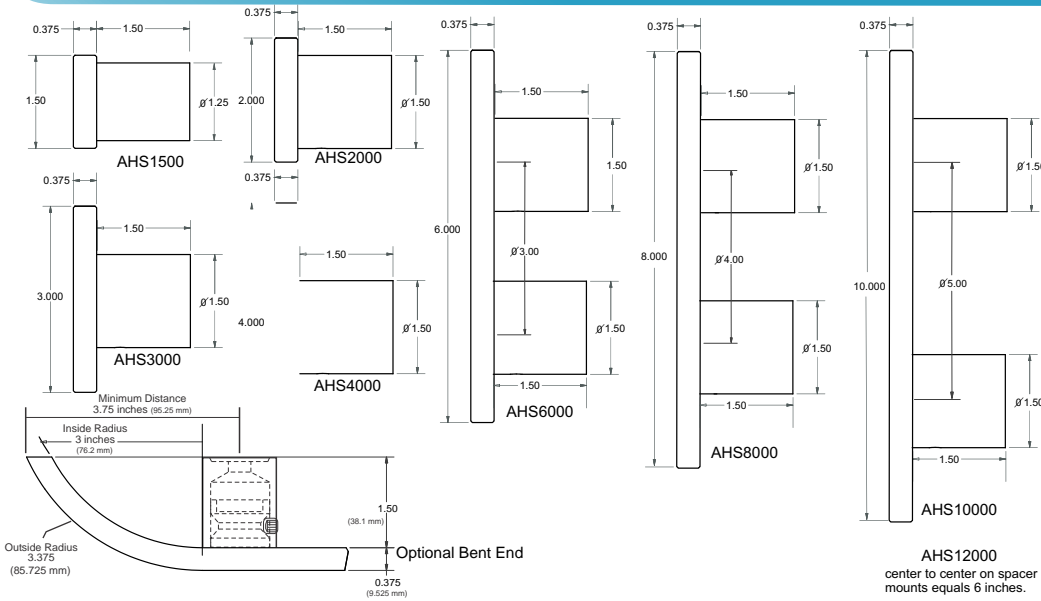 0.375
1.50
1.50
Ø1.25
AHS1500
0.375
1.50
2.000
Ø1.50
AHS2000
0.375
1.50
3.000
Ø1.50
AHS3000
0.375
1.50
4.000
Ø1.50
AHS4000
0.375
1.50
6.000
1.50
Ø3.00
Ø1.50
1.50
AHS6000
0.375
1.50
8.000
Ø1.50
Ø4.00
Ø1.50
1.50
AHS8000
0.375
10.000
Ø1.50
Ø5.00
Ø1.50
1.50
AHS10000
AHS12000
center to center on spacer
mounts equals 6 inches.
Minimum Distance
3.75 inches (95.25 mm)
Inside Radius
3 inches
(76.2 mm)
1.50
(38.1 mm)
Outside Radius
3.375
(85.725 mm)
Optional Bent End
0.375
(9.525 mm)